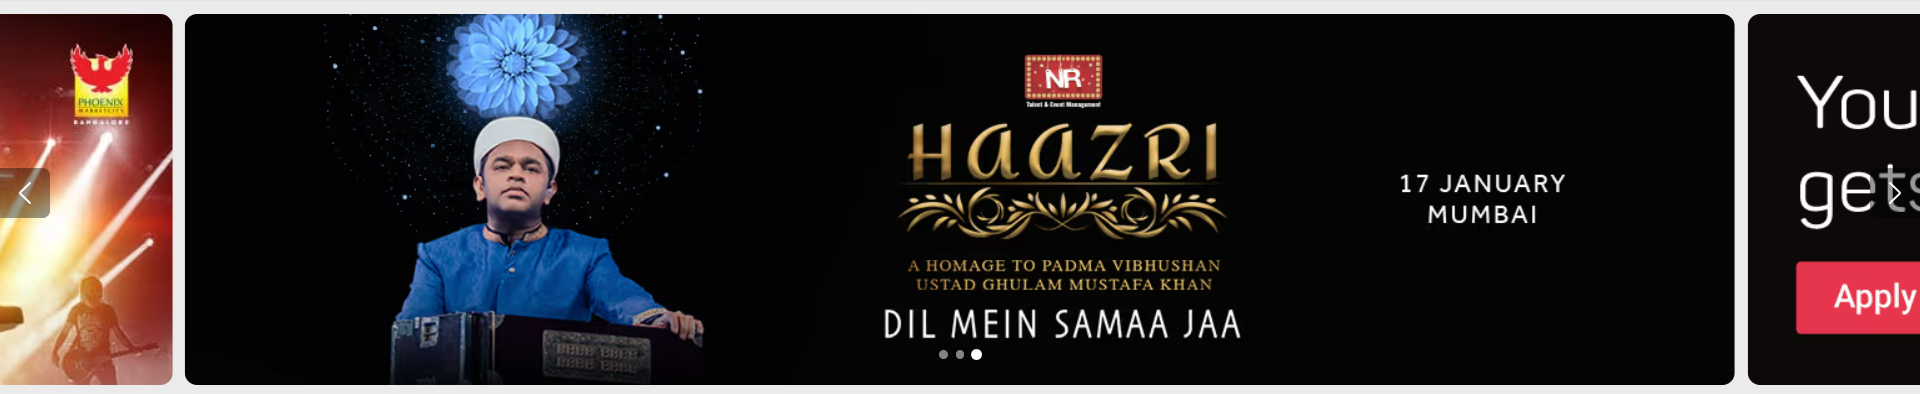 PHOENIX
MARKETCITY
BANGALORE
NR
Talent & Event Management
HAAZRI
A HOMAGE TO PADMA VIBHUSHAN
USTAD GHULAM MUSTAFA KHAN
DIL MEIN SAMAA JAA
17 JANUARY
MUMBAI
You
gets
Apply